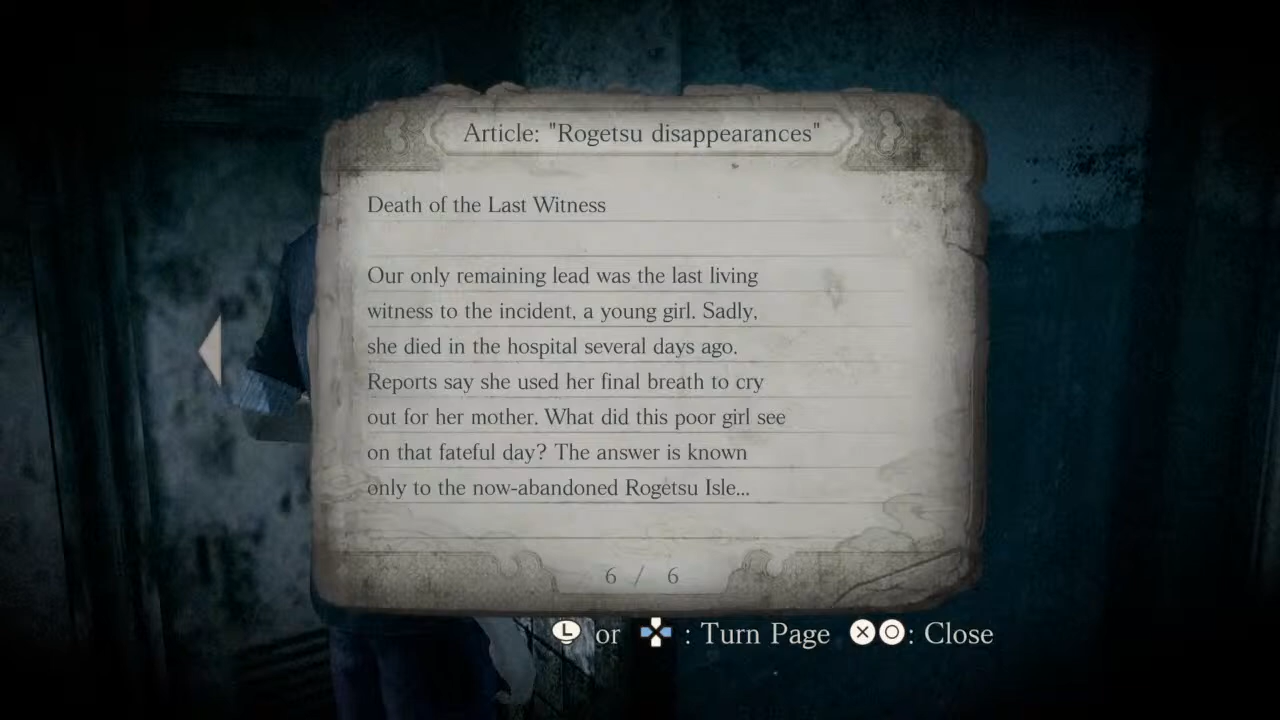 Article: "Rogetsu disappearances"
Death of the Last Witness
Our only remaining lead was the last living
witness to the incident, a young girl. Sadly,
she died in the hospital several days ago.
Reports say she used her final breath to cry
out for her mother. What did this poor girl see
on that fateful day? The answer is known
only to the now-abandoned Rogetsu Isle...
6 / 6
L or : Turn Page : Close